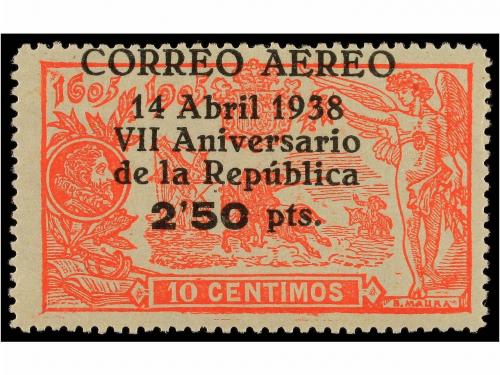 CORREO AEREO
1605 1905
14 Abril 1938
VII Aniversario
de la República
2'50 pts.
10 CENTIMOS
B. MAURA